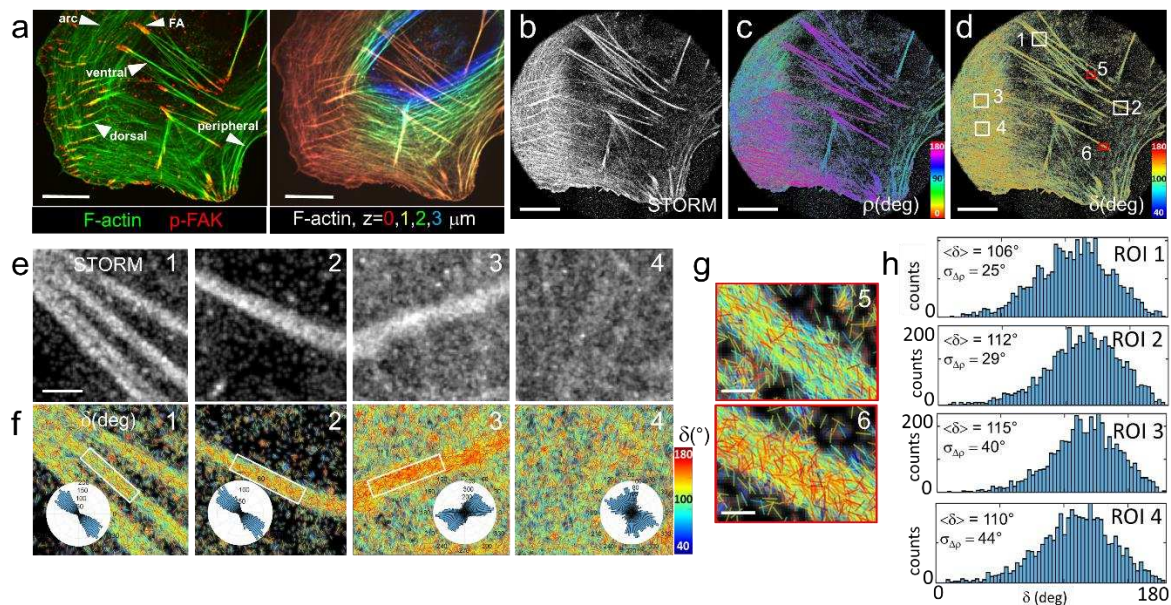 a
arc
FA
ventral
dorsal
peripheral
F-actin p-FAK
F-actin, z=0,1,2,3 μm
b
STORM
c
ρ(deg)
180
90
0
d
1
5
3
2
4
6
δ(deg)
180
110
40
e
STORM 1
2
3
4
f
δ(deg) 1
2
3
4
δ(°)
180
100
40
g
5
6
h
counts
0
<δ> = 106°
σΔρ = 25°
ROI 1
200
counts
0
<δ> = 112°
σΔρ = 29°
ROI 2
200
counts
0
<δ> = 115°
σΔρ = 40°
ROI 3
counts
0
<δ> = 110°
σΔρ = 44°
ROI 4
0 δ (deg) 180